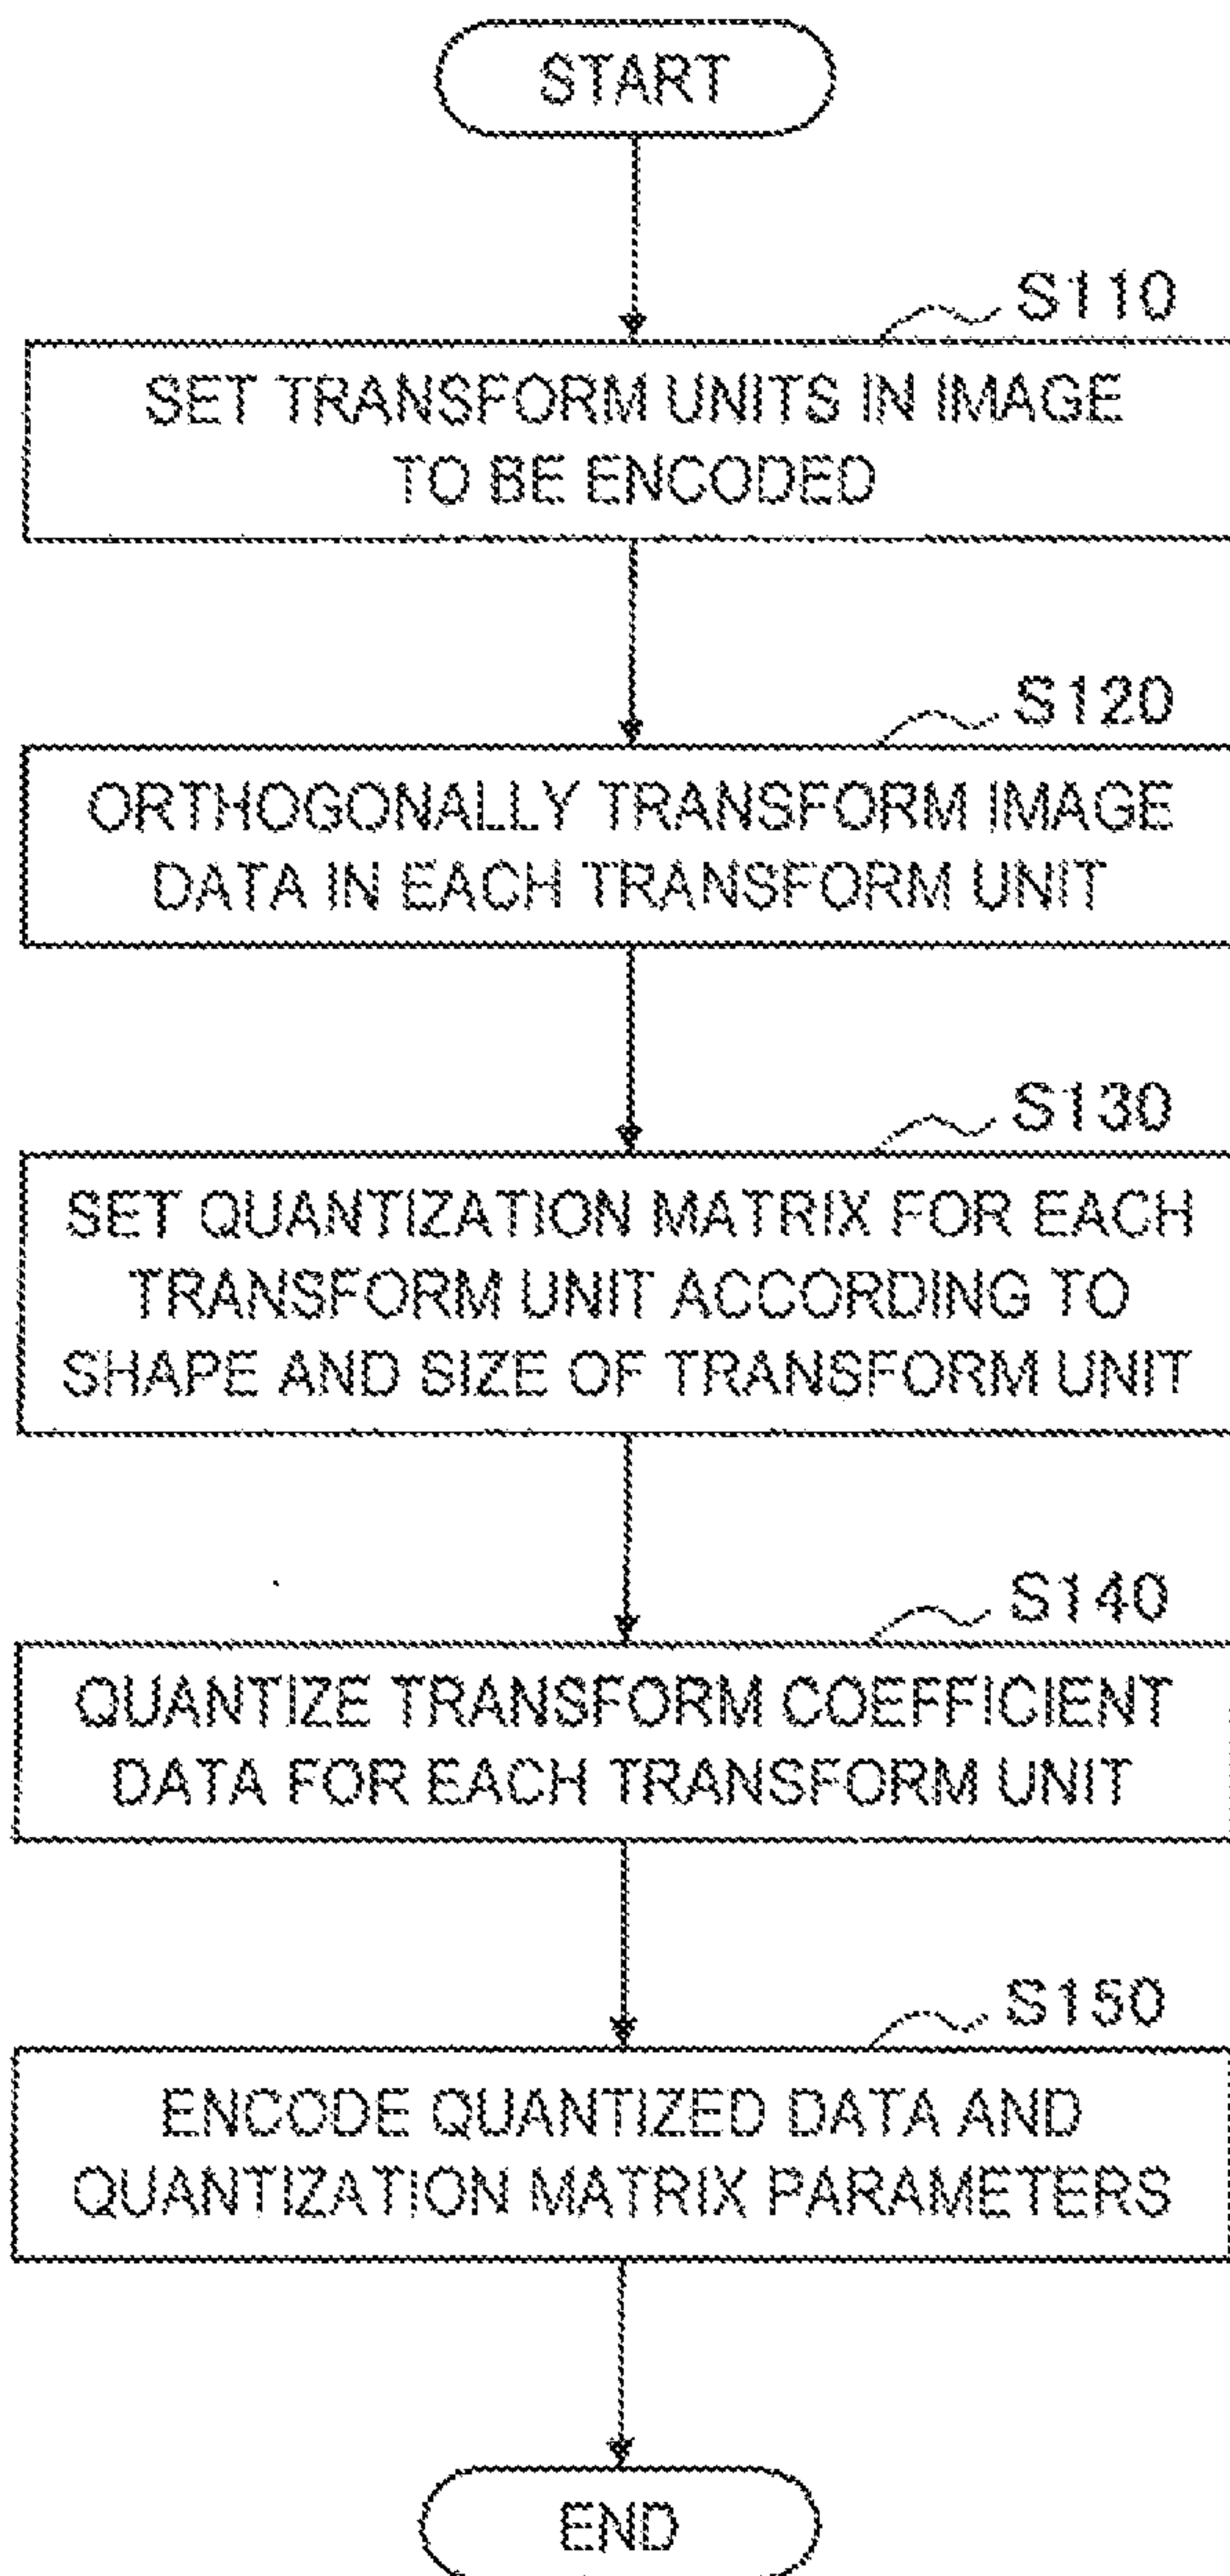 START
S110
SET TRANSFORM UNITS IN IMAGE
TO BE ENCODED
S120
ORTHOGONALLY TRANSFORM IMAGE
DATA IN EACH TRANSFORM UNIT
S130
SET QUANTIZATION MATRIX FOR EACH
TRANSFORM UNIT ACCORDING TO
SHAPE AND SIZE OF TRANSFORM UNIT
S140
QUANTIZE TRANSFORM COEFFICIENT
DATA FOR EACH TRANSFORM UNIT
S150
ENCODE QUANTIZED DATA AND
QUANTIZATION MATRIX PARAMETERS
END